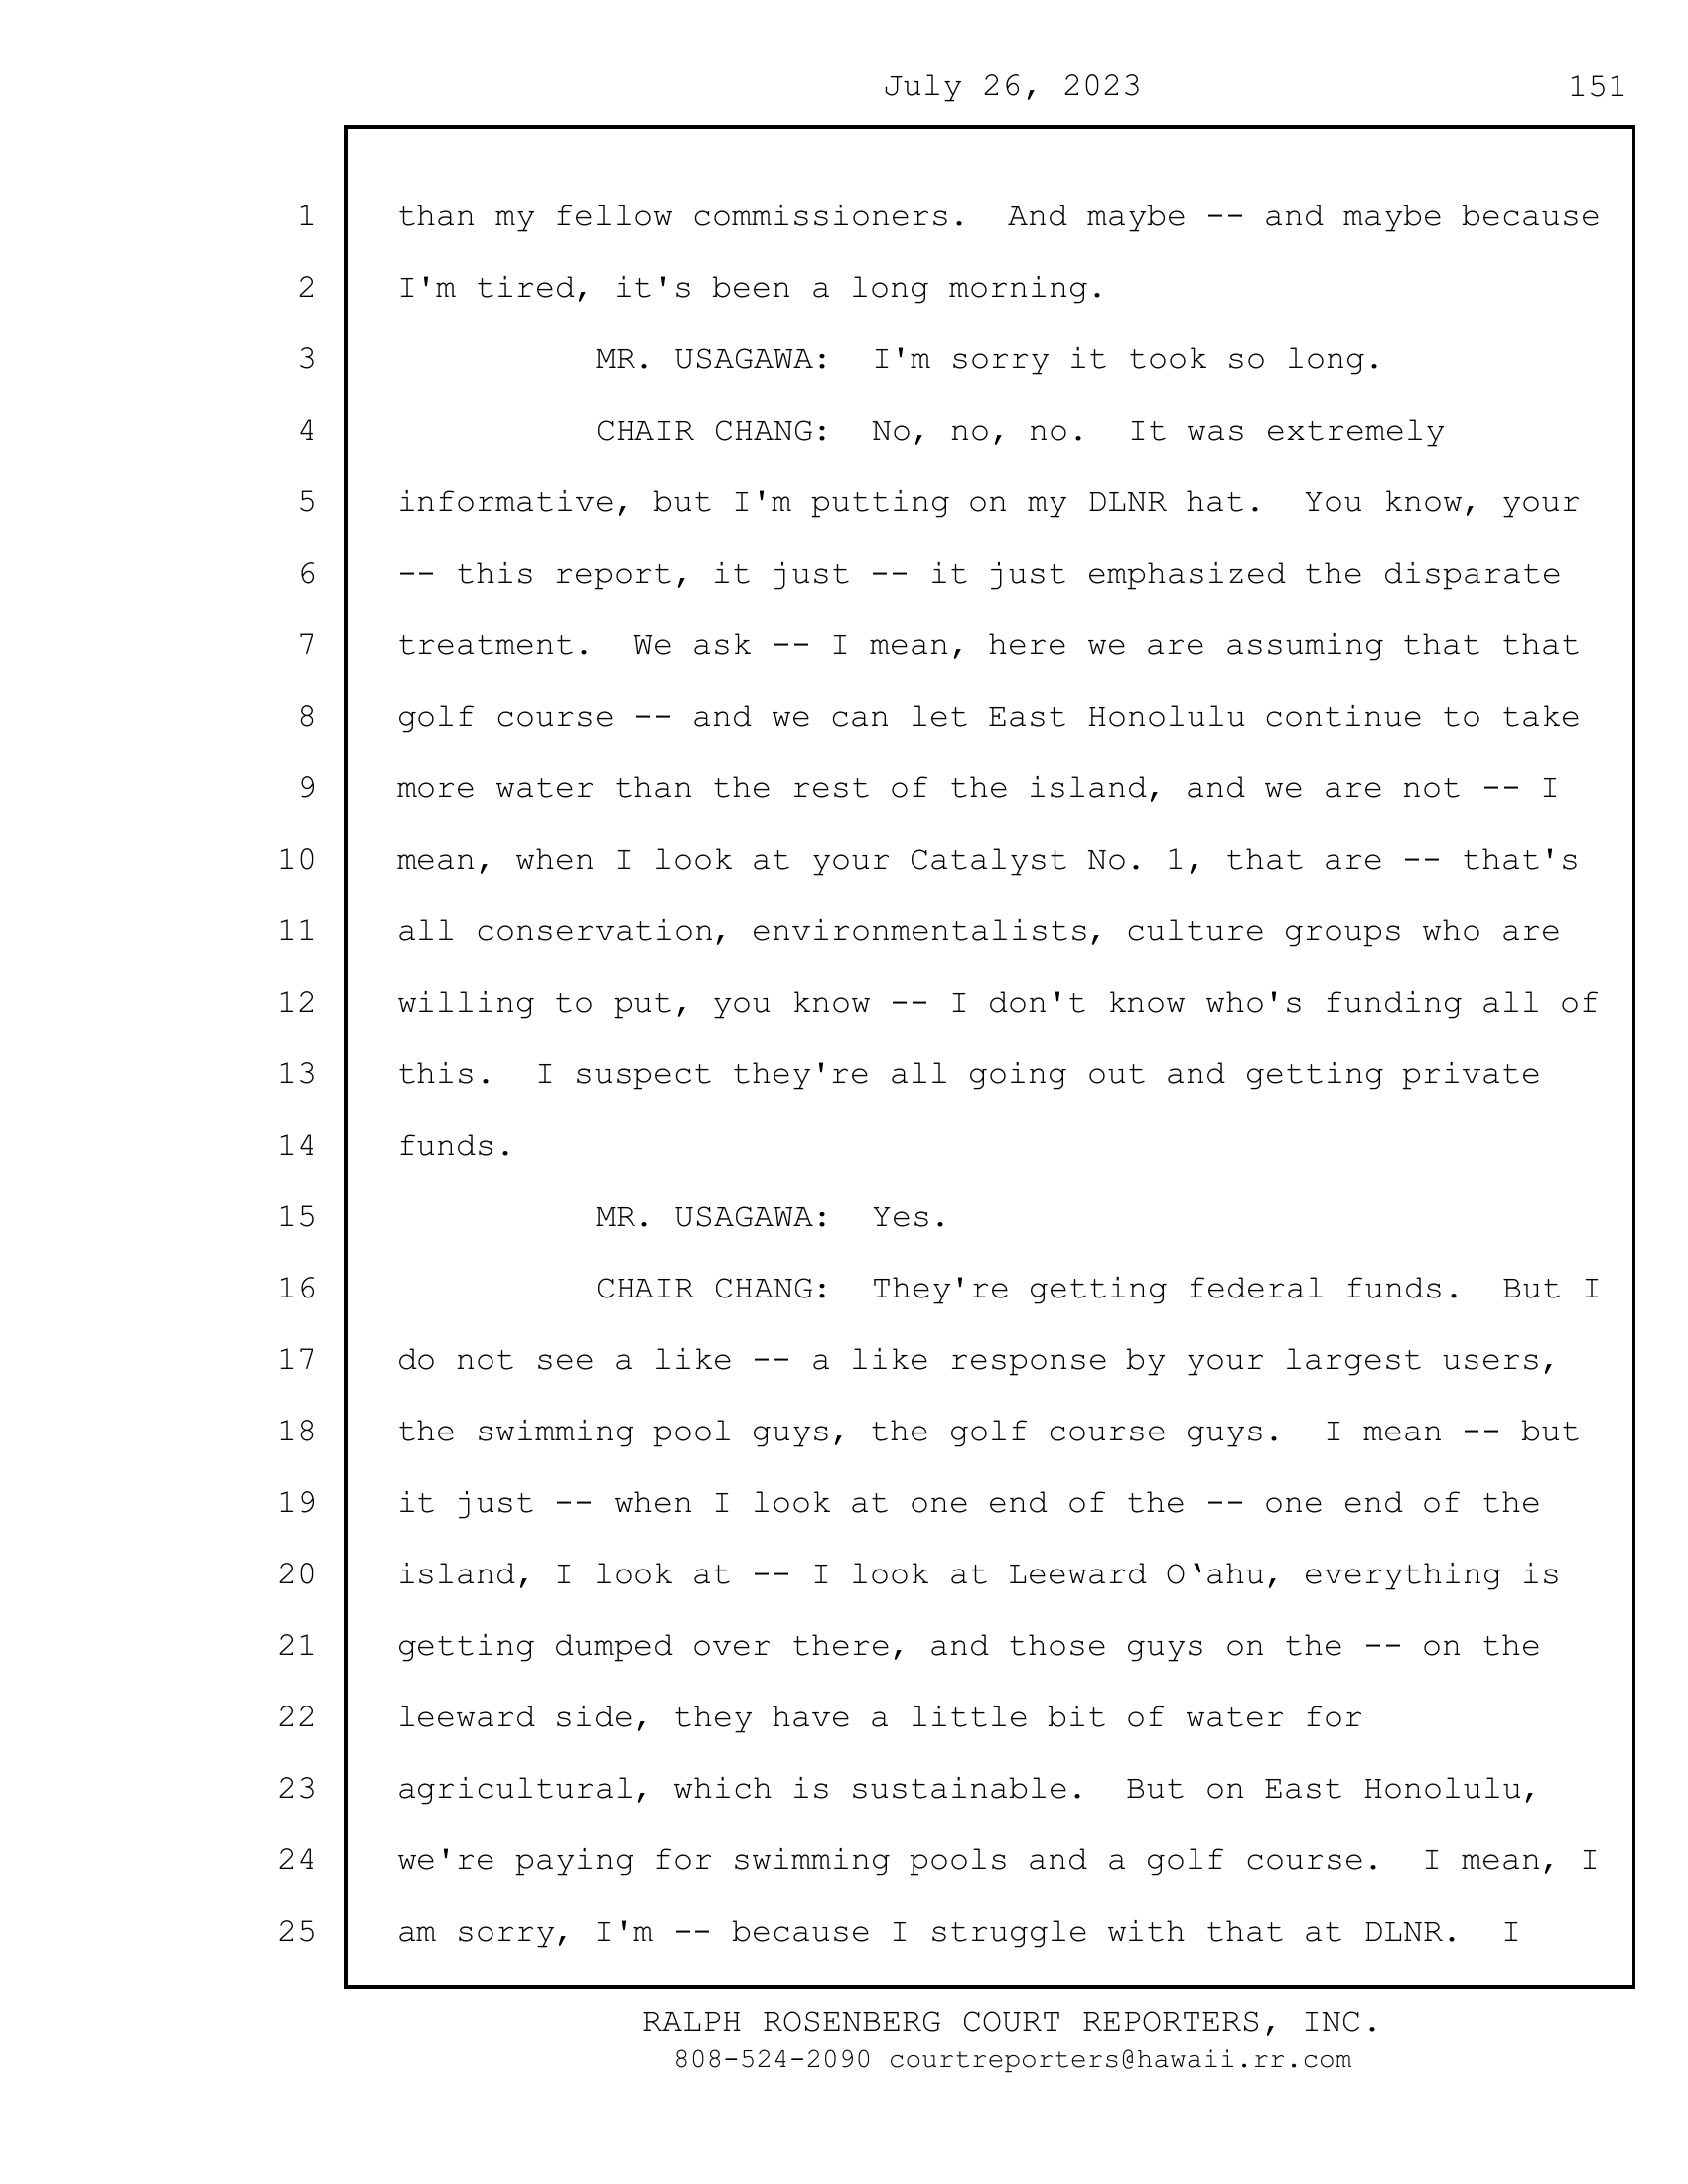 July 26, 2023 151
1 than my fellow commissioners.  And maybe -- and maybe because
2 I'm tired, it's been a long morning.
3 MR. USAGAWA:  I'm sorry it took so long.
4 CHAIR CHANG:  No, no, no.  It was extremely
5 informative, but I'm putting on my DLNR hat.  You know, your
6 -- this report, it just -- it just emphasized the disparate
7 treatment.  We ask -- I mean, here we are assuming that that
8 golf course -- and we can let East Honolulu continue to take
9 more water than the rest of the island, and we are not -- I
10 mean, when I look at your Catalyst No. 1, that are -- that's
11 all conservation, environmentalists, culture groups who are
12 willing to put, you know -- I don't know who's funding all of
13 this.  I suspect they're all going out and getting private
14 funds.
15 MR. USAGAWA:  Yes.
16 CHAIR CHANG:  They're getting federal funds.  But I
17 do not see a like -- a like response by your largest users,
18 the swimming pool guys, the golf course guys.  I mean -- but
19 it just -- when I look at one end of the -- one end of the
20 island, I look at -- I look at Leeward O‘ahu, everything is
21 getting dumped over there, and those guys on the -- on the
22 leeward side, they have a little bit of water for
23 agricultural, which is sustainable.  But on East Honolulu,
24 we're paying for swimming pools and a golf course.  I mean, I
25 am sorry, I'm -- because I struggle with that at DLNR.  I
RALPH ROSENBERG COURT REPORTERS, INC.
808-524-2090 courtreporters@hawaii.rr.com